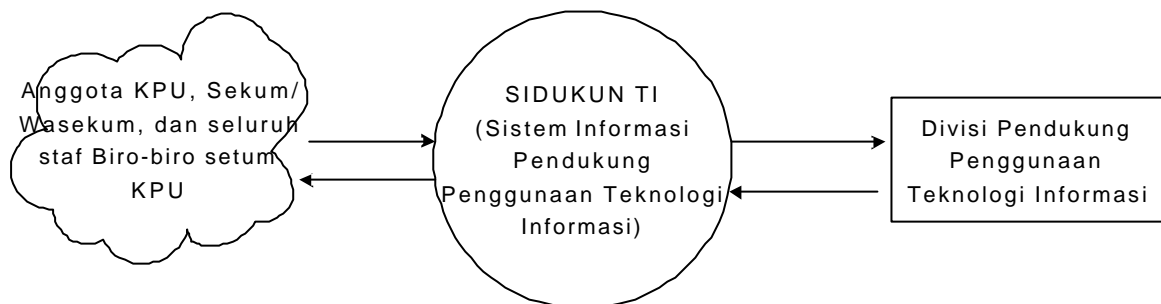 Anggota KPU, Sekum/
Wasekum, dan seluruh
staf Biro-biro setum
KPU
SIDUKUN TI
(Sistem Informasi
Pendukung
Penggunaan Teknologi
Informasi)
Divisi Pendukung
Penggunaan
Teknologi Informasi